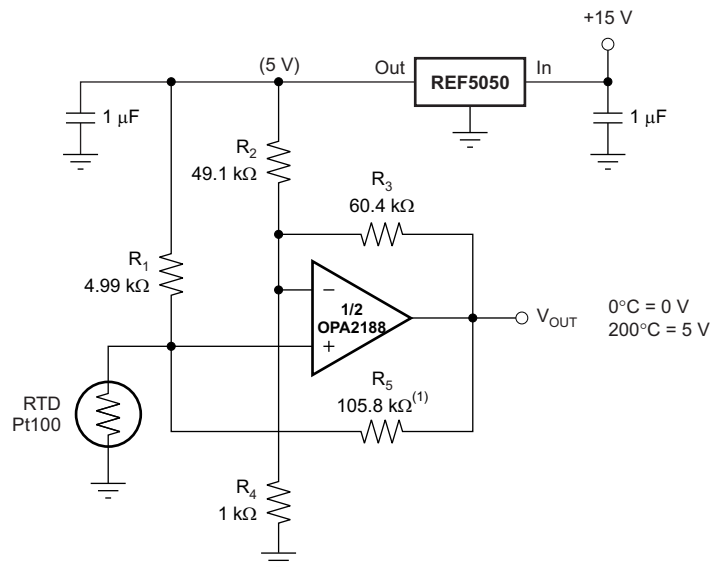 +15 V
(5 V)
Out
REF5050
In
1 μF
1 μF
R2
49.1 kΩ
R3
60.4 kΩ
R1
4.99 kΩ
−
1/2
OPA2188
+
VOUT
0°C = 0 V
200°C = 5 V
RTD
Pt100
R5
105.8 kΩ(1)
R4
1 kΩ